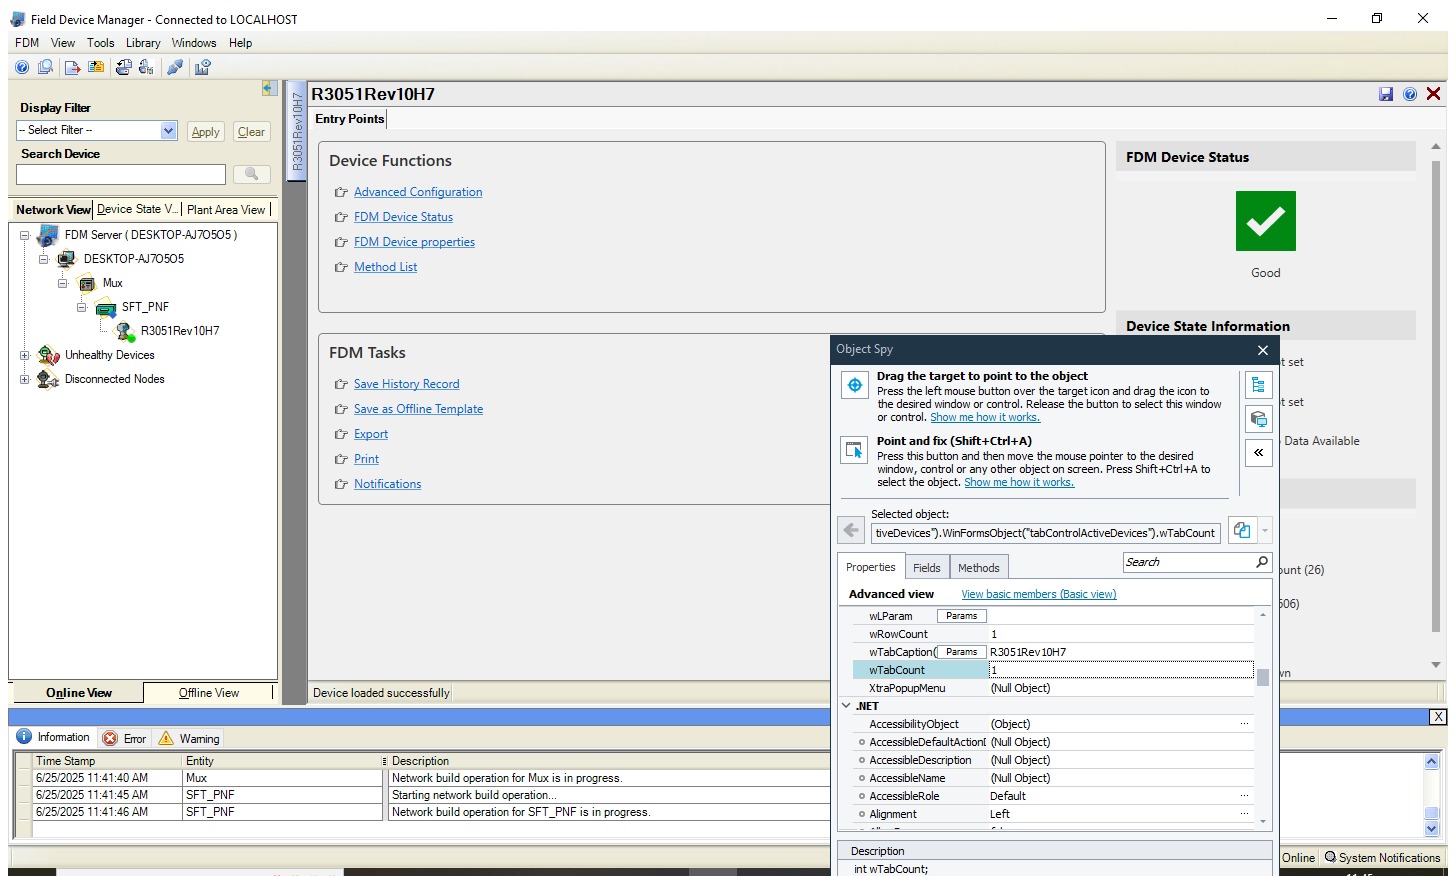 Field Device Manager - Connected to LOCALHOST
FDM View Tools Library Windows Help
Display Filter
-- Select Filter --
Apply
Clear
Search Device
Network View
Device State V...
Plant Area View
FDM Server ( DESKTOP-AJ7O5O5 )
DESKTOP-AJ7O5O5
Mux
SFT_PNF
R3051Rev10H7
Unhealthy Devices
Disconnected Nodes
Online View
Offline View
R3051Rev10H7
R3051Rev10H7
Entry Points
Device Functions
Advanced Configuration
FDM Device Status
FDM Device properties
Method List
FDM Tasks
Save History Record
Save as Offline Template
Export
Print
Notifications
Device loaded successfully
FDM Device Status
Good
Device State Information
t set
t set
Data Available
ount (26)
506)
wn
Object Spy
Drag the target to point to the object
Press the left mouse button over the target icon and drag the icon to
the desired window or control. Release the button to select this window
or control. Show me how it works.
Point and fix (Shift+Ctrl+A)
Press this button and then move the mouse pointer to the desired
window, control or any other object on screen. Press Shift+Ctrl+A to
select the object. Show me how it works.
Selected object:
tiveDevices").WinFormsObject("tabControlActiveDevices").wTabCount
Properties
Fields
Methods
Search
Advanced view
View basic members (Basic view)
wLParam Params
wRowCount 1
wTabCaption( Params R3051Rev10H7
wTabCount 1
XtraPopupMenu (Null Object)
.NET
AccessibilityObject (Object) ...
AccessibleDefaultActionD (Null Object)
AccessibleDescription (Null Object)
AccessibleName (Null Object)
AccessibleRole Default ...
Alignment Left ...
Description
int wTabCount;
X
Information
Error
Warning
Time Stamp Entity Description
6/25/2025 11:41:40 AM Mux Network build operation for Mux is in progress.
6/25/2025 11:41:45 AM SFT_PNF Starting network build operation...
6/25/2025 11:41:46 AM SFT_PNF Network build operation for SFT_PNF is in progress.
Online
System Notifications